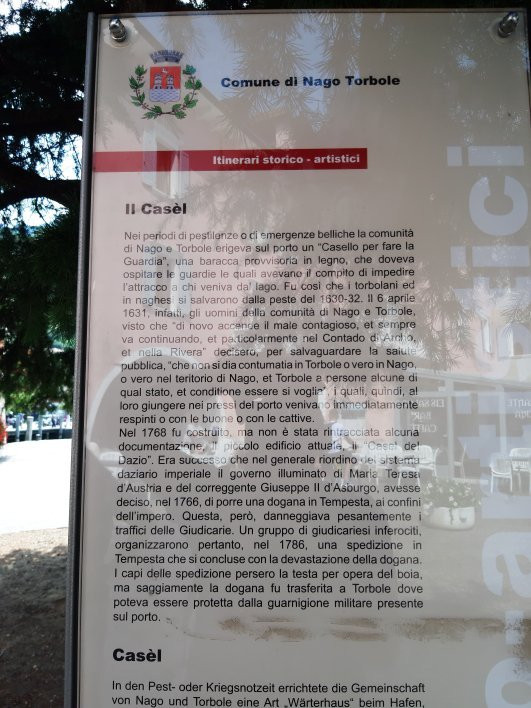 Comune di Nago Torbole
Itinerari storico - artistici
Il Casèl
Nei periodi di pestilenze o di emergenze belliche la comunità
di Nago e Torbole erigeva sul porto un "Casello per fare la
Guardia", una baracca provvisoria in legno, che doveva
ospitare le guardie le quali avevano il compito di impedire
l'attracco a chi veniva dal lago. Fu così che i torbolani ed
in naghesi si salvarono dalla peste del 1630-32. Il 6 aprile
1631, infatti, gli uomini della comunità di Nago e Torbole,
visto che "di novo accende il male contagioso, et sempre
va continuando, et particolarmente nel Contado di Archo,
et nella Rivera" decisero, per salvaguardare la salute
pubblica, "che non si dia contumatia in Torbole o vero in Nago,
o vero nel teritorio di Nago, et Torbole a persone alcune di
qual stato, et conditione essere si voglia", i quali, quindi, al
loro giungere nei pressi del porto venivano immediatamente
respinti o con le buone o con le cattive.
Nel 1768 fu costruito, ma non è stata rintracciata alcuna
documentazione, il piccolo edificio attuale, il "Casèl del
Dazio". Era successo che nel generale riordino del sistema
daziario imperiale il governo illuminato di Maria Teresa
d'Austria e del correggente Giuseppe II d'Asburgo, avesse
deciso, nel 1766, di porre una dogana in Tempesta, ai confini
dell'impero. Questa, però, danneggiava pesantemente i
traffici delle Giudicarie. Un gruppo di giudicariesi inferociti,
organizzarono pertanto, nel 1786, una spedizione in
Tempesta che si concluse con la devastazione della dogana.
I capi delle spedizione persero la testa per opera del boia,
ma saggiamente la dogana fu trasferita a Torbole dove
poteva essere protetta dalla guarnigione militare presente
sul porto.
Casèl
In den Pest- oder Kriegsnotzeit errichtete die Gemeinschaft
von Nago und Torbole eine Art „Wärterhaus" beim Hafen,